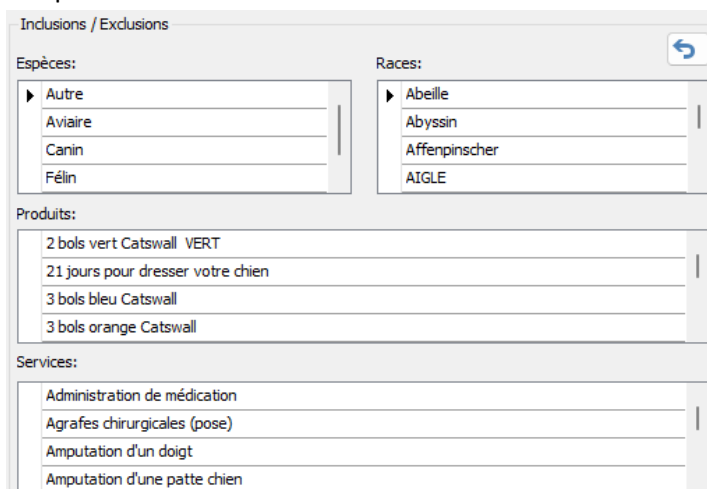 Inclusions / Exclusions
Espèces:
Autre
Aviaire
Canin
Félin
Races:
Abeille
Abyssin
Affenpinscher
AIGLE
Produits:
2 bols vert Catswall  VERT
21 jours pour dresser votre chien
3 bols bleu Catswall
3 bols orange Catswall
Services:
Administration de médication
Agrafes chirurgicales (pose)
Amputation d'un doigt
Amputation d'une patte chien